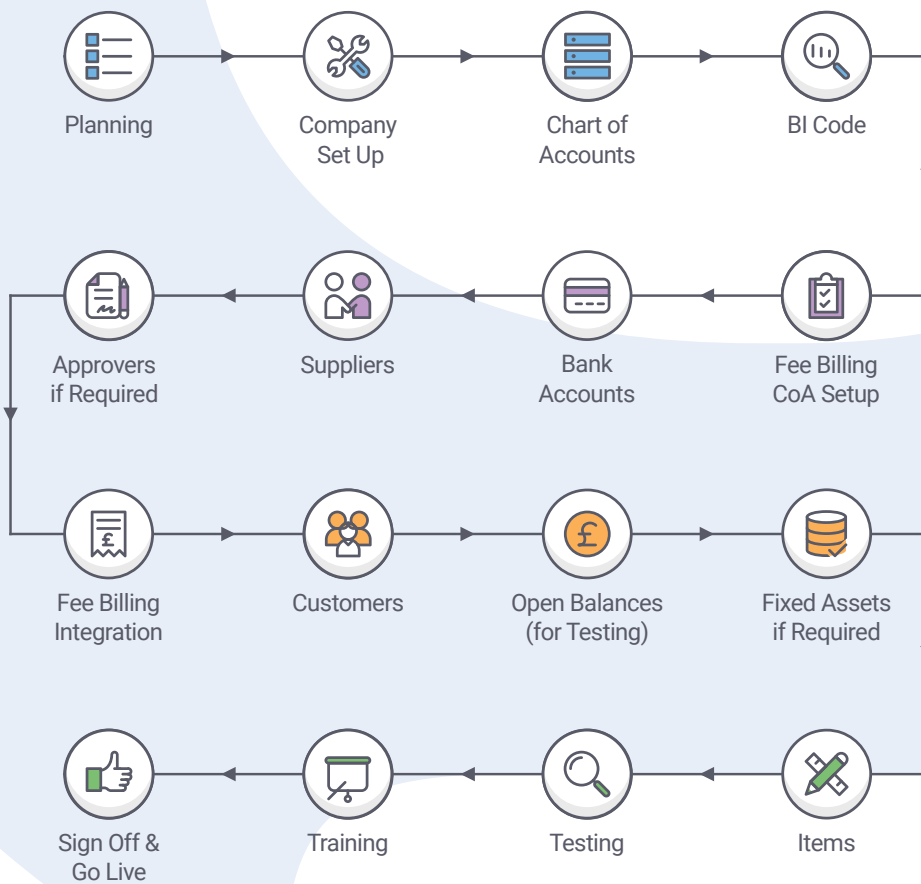 Planning
Company
Set Up
Chart of
Accounts
BI Code
Approvers
if Required
Suppliers
Bank
Accounts
Fee Billing
CoA Setup
£
Fee Billing
Integration
Customers
£
Open Balances
(for Testing)
Fixed Assets
if Required
Sign Off &
Go Live
Training
Testing
Items